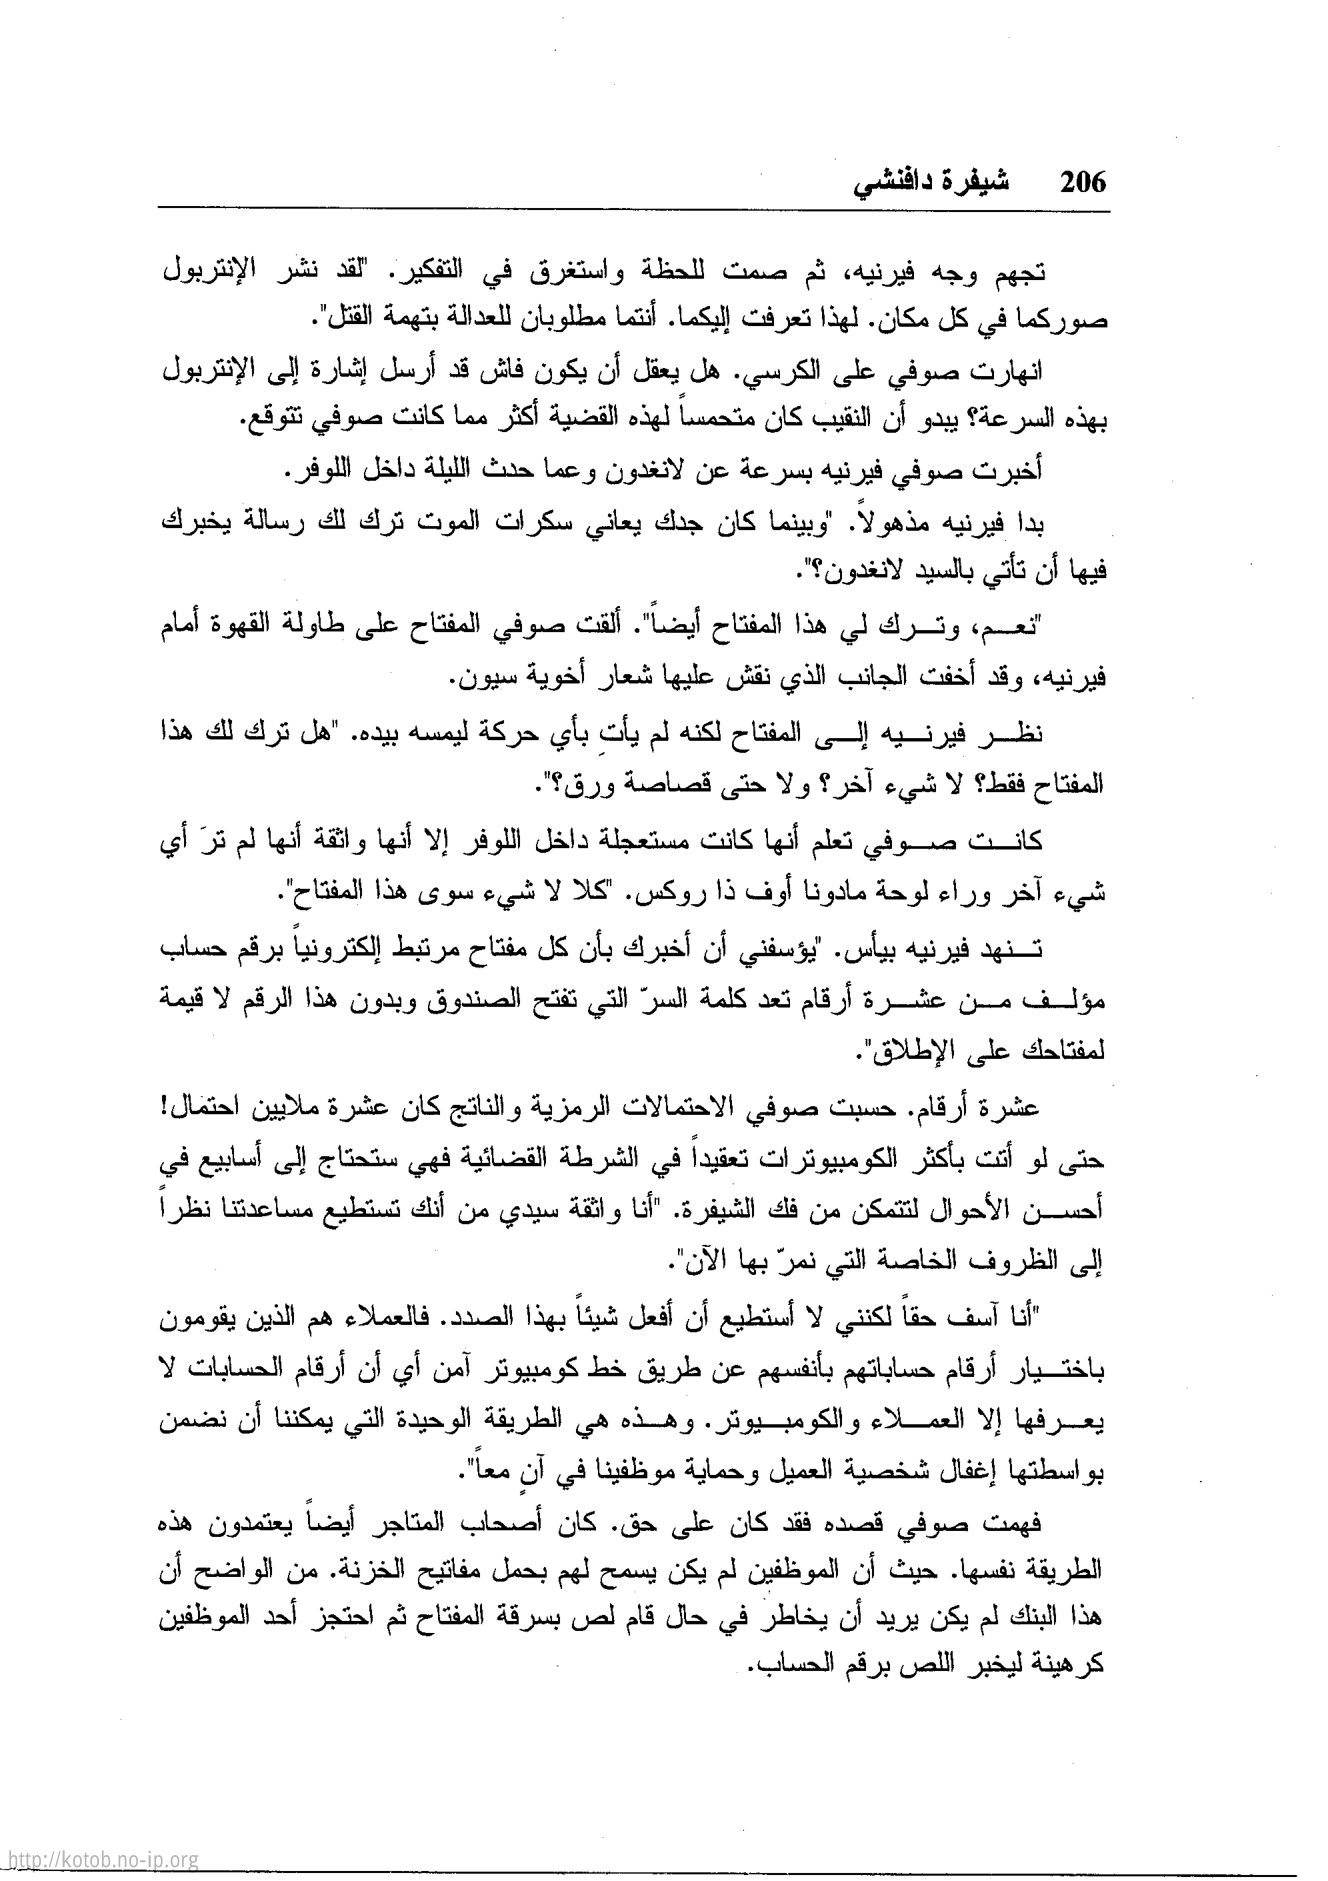 206 شيفرة دافنشي
تجهم وجه فيرنيه، ثم صمت للحظة واستغرق في التفكير. "لقد نشر الإنتربول
صوركما في كل مكان. لهذا تعرفت إليكما. أنتما مطلوبان للعدالة بتهمة القتل".
انهارت صوفي على الكرسي. هل يعقل أن يكون فاش قد أرسل إشارة إلى الإنتربول
بهذه السرعة؟ يبدو أن النقيب كان متحمساً لهذه القضية أكثر مما كانت صوفي تتوقع.
أخبرت صوفي فيرنيه بسرعة عن لانغدون وعما حدث الليلة داخل اللوفر.
بدا فيرنيه مذهولاً. "وبينما كان جدك يعاني سكرات الموت ترك لك رسالة يخبرك
فيها أن تأتي بالسيد لانغدون؟".
"نعم، وترك لي هذا المفتاح أيضاً". ألقت صوفي المفتاح على طاولة القهوة أمام
فيرنيه، وقد أخفت الجانب الذي نقش عليها شعار أخوية سيون.
نظر فيرنيه إلى المفتاح لكنه لم يأتِ بأي حركة ليمسه بيده. "هل ترك لك هذا
المفتاح فقط؟ لا شيء آخر؟ ولا حتى قصاصة ورق؟".
كانت صوفي تعلم أنها كانت مستعجلة داخل اللوفر إلا أنها واثقة أنها لم ترَ أي
شيء آخر وراء لوحة مادونا أوف ذا روكس. "كلا لا شيء سوى هذا المفتاح".
تنهد فيرنيه بيأس. "يؤسفني أن أخبرك بأن كل مفتاح مرتبط إلكترونياً برقم حساب
مؤلف من عشرة أرقام تعد كلمة السرّ التي تفتح الصندوق وبدون هذا الرقم لا قيمة
لمفتاحك على الإطلاق".
عشرة أرقام. حسبت صوفي الاحتمالات الرمزية والناتج كان عشرة ملايين احتمال!
حتى لو أتت بأكثر الكومبيوترات تعقيداً في الشرطة القضائية فهي ستحتاج إلى أسابيع في
أحسن الأحوال لتتمكن من فك الشيفرة. "أنا واثقة سيدي من أنك تستطيع مساعدتنا نظراً
إلى الظروف الخاصة التي نمرّ بها الآن".
"أنا آسف حقاً لكنني لا أستطيع أن أفعل شيئاً بهذا الصدد. فالعملاء هم الذين يقومون
باختيار أرقام حساباتهم بأنفسهم عن طريق خط كومبيوتر آمن أي أن أرقام الحسابات لا
يعرفها إلا العملاء والكومبيوتر. وهذه هي الطريقة الوحيدة التي يمكننا أن نضمن
بواسطتها إغفال شخصية العميل وحماية موظفينا في آنٍ معاً".
فهمت صوفي قصده فقد كان على حق. كان أصحاب المتاجر أيضاً يعتمدون هذه
الطريقة نفسها. حيث أن الموظفين لم يكن يسمح لهم بحمل مفاتيح الخزنة. من الواضح أن
هذا البنك لم يكن يريد أن يخاطر في حال قام لص بسرقة المفتاح ثم احتجز أحد الموظفين
كرهينة ليخبر اللص برقم الحساب.
http://kotob.no-ip.org